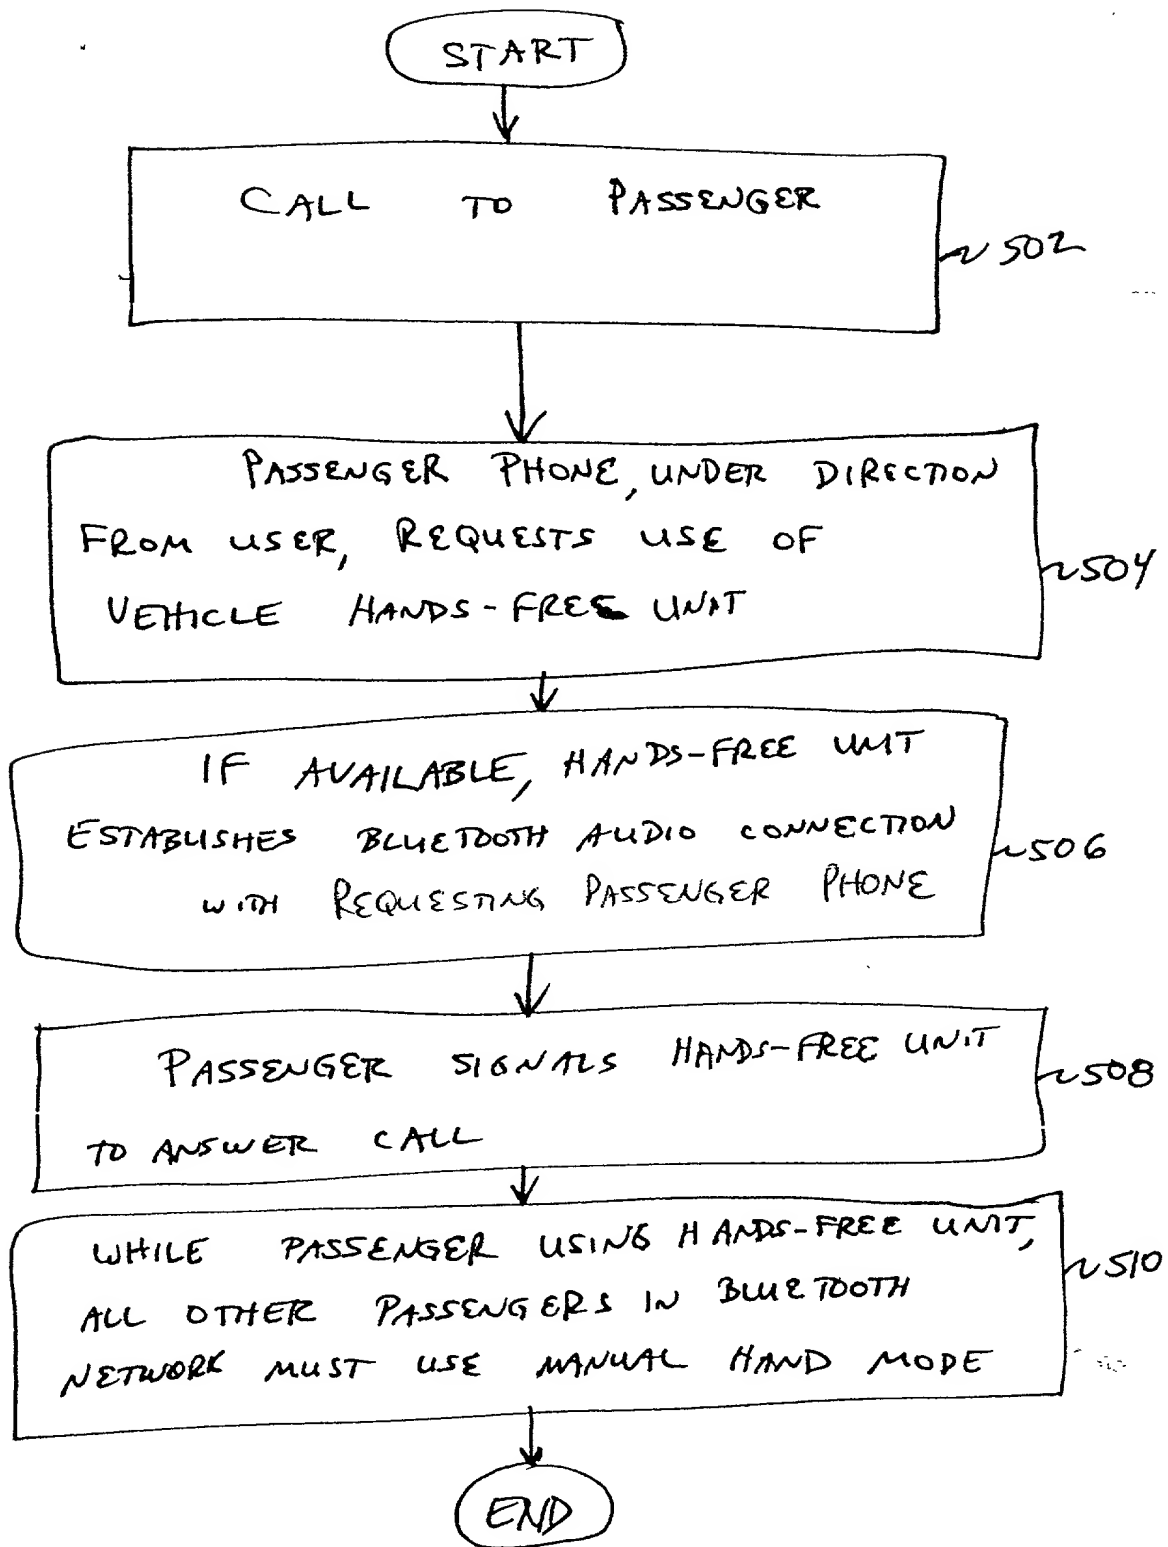 START
CALL TO PASSENGER
502
PASSENGER PHONE, UNDER DIRECTION
FROM USER, REQUESTS USE OF
VEHICLE HANDS-FREE UNIT
504
IF AVAILABLE, HANDS-FREE UNIT
ESTABLISHES BLUETOOTH AUDIO CONNECTION
WITH REQUESTING PASSENGER PHONE
506
PASSENGER SIGNALS HANDS-FREE UNIT
TO ANSWER CALL
508
WHILE PASSENGER USING HANDS-FREE UNIT,
ALL OTHER PASSENGERS IN BLUETOOTH
NETWORK MUST USE MANUAL HAND MODE
510
END